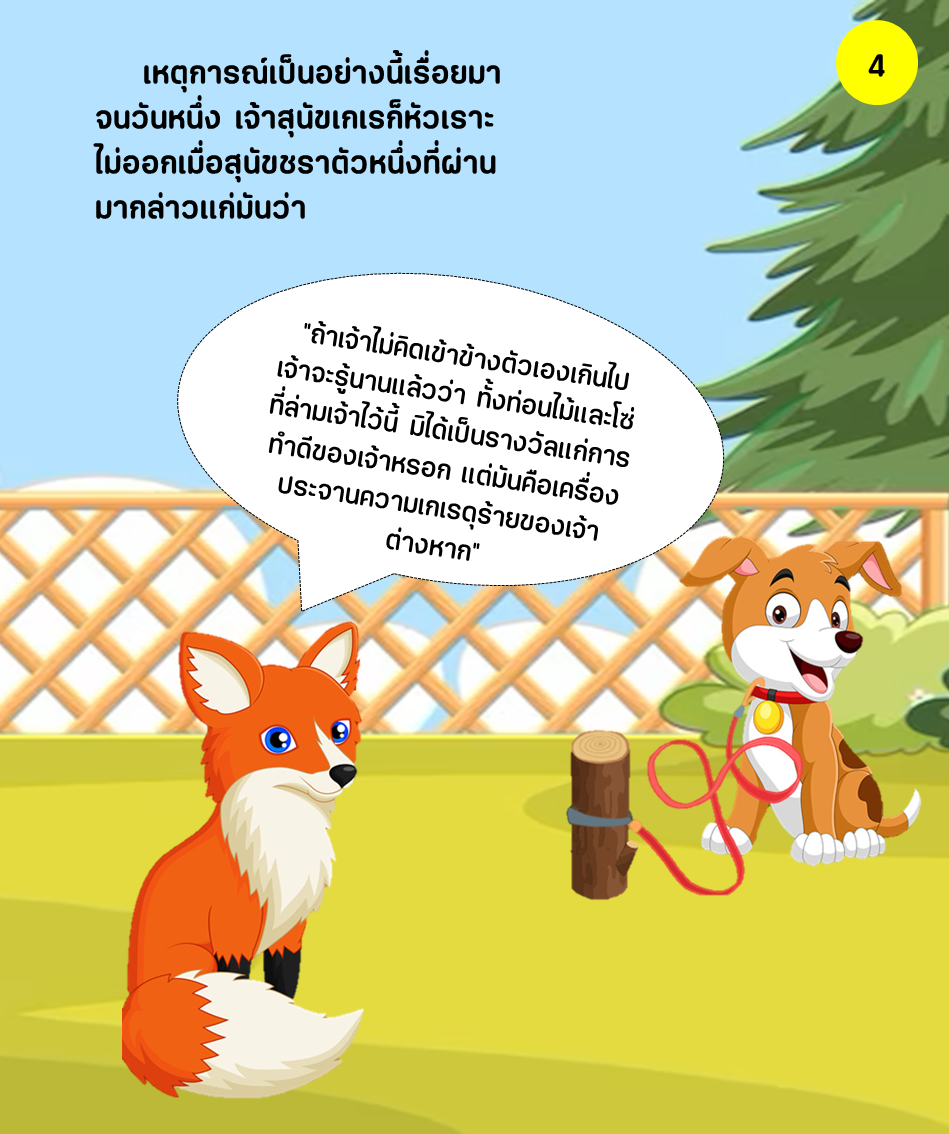 4
เหตุการณ์เป็นอย่างนี้เรื่อยมา
จนวันหนึ่ง เจ้าสุนัขเกเรก็หัวเราะ
ไม่ออกเมื่อสุนัขชราตัวหนึ่งที่ผ่าน
มากล่าวแก่มันว่า
"ถ้าเจ้าไม่คิดเข้าข้างตัวเองเกินไป
เจ้าจะรู้นานแล้วว่า ทั้งท่อนไม้และโซ่
ที่ล่ามเจ้าไว้นี้ มิได้เป็นรางวัลแก่การ
ทำดีของเจ้าหรอก แต่มันคือเครื่อง
ประจานความเกเรดุร้ายของเจ้า
ต่างหาก"